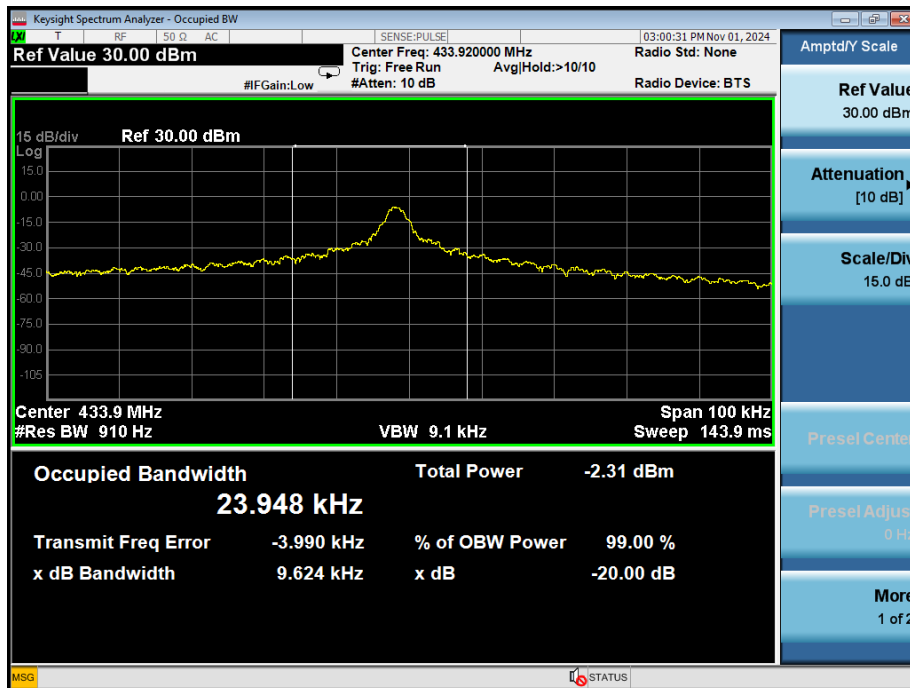 Keysight Spectrum Analyzer - Occupied BW
LXI T RF 50 Ω AC SENSE:PULSE 03:00:31 PM Nov 01, 2024
Ref Value 30.00 dBm
Center Freq: 433.920000 MHz Radio Std: None
Trig: Free Run Avg|Hold:>10/10
#IFGain:Low #Atten: 10 dB Radio Device: BTS
15 dB/div Ref 30.00 dBm
Log
15.0
0.00
-15.0
-30.0
-45.0
-60.0
-75.0
-90.0
-105
Center 433.9 MHz Span 100 kHz
#Res BW 910 Hz VBW 9.1 kHz Sweep 143.9 ms
Occupied Bandwidth Total Power -2.31 dBm
23.948 kHz
Transmit Freq Error -3.990 kHz % of OBW Power 99.00 %
x dB Bandwidth 9.624 kHz x dB -20.00 dB
MSG STATUS
Amptd/Y Scale
Ref Value
30.00 dBm
Attenuation
[10 dB]
Scale/Div
15.0 dB
Presel Center
Presel Adjus
0 Hz
More
1 of 2